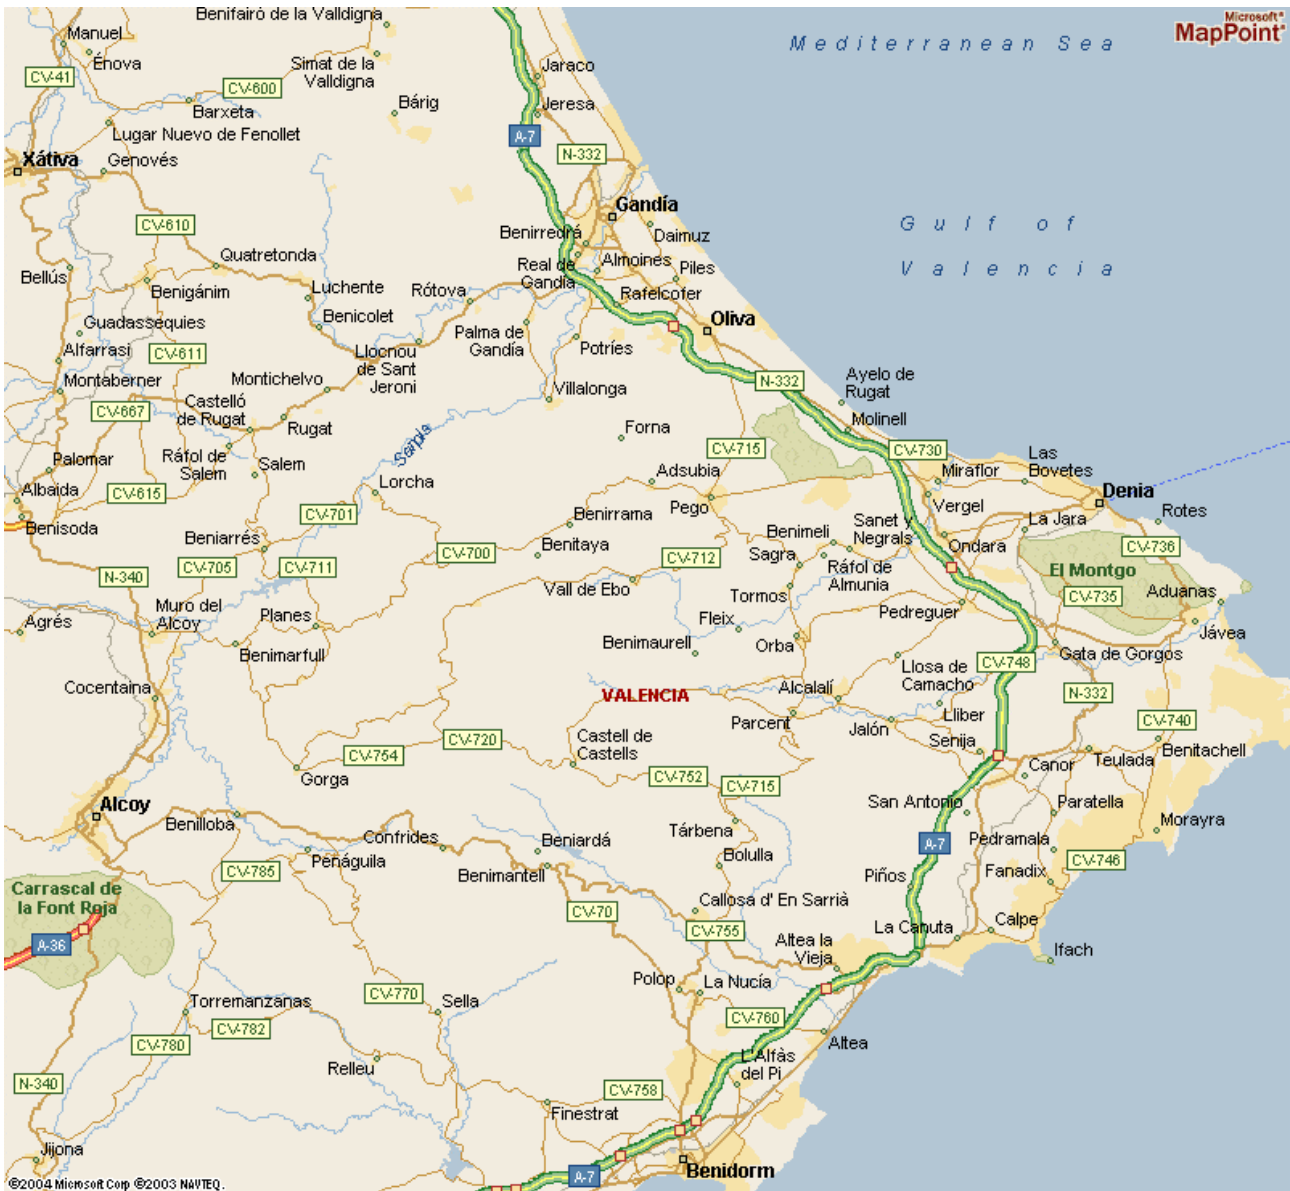 Microsoft®
MapPoint®
Benifairó de la Valldigna
Manuel
Énova
Mediterranean Sea
CV-41
Simat de la
Valldigna
Jaraco
CV-600
Bárig
Jeresa
Barxeta
Lugar Nuevo de Fenollet
A-7
N-332
Xátiva
Genovés
Gandía
CV-610
Gulf of
Valencia
Benirredrá
Daimuz
Quatretonda
Real de
Gandía
Almoines
Piles
Bellús
Benigánim
Luchente
Rótova
Rafelcofer
Guadassequies
Benicolet
Palma de
Gandía
Oliva
Alfarrasí
CV-611
Llocnou
de Sant
Jeroni
Potríes
Montaberner
Montichelvo
N-332
Ayelo de
Rugat
Castelló
de Rugat
Villalonga
CV-667
Rugat
Molinell
Forna
Serpis
Ráfol de
Salem
CV-715
CV-730
Palomar
Salem
Adsubia
Miraflor
Las
Bovetes
Albaida
CV-615
Lorcha
Denia
Pego
Vergel
CV-701
Benirrama
Rotes
Benisoda
Benimeli
Sanet y
Negrals
La Jara
Beniarrés
CV-700
Benitaya
CV-712
Sagra
Ondara
CV-736
N-340
CV-705
CV-711
Ráfol de
Almunia
El Montgo
Vall de Ebo
Tormos
CV-735
Aduanas
Muro del
Alcoy
Planes
Pedreguer
Agrés
Fleix
Jávea
Benimarfull
Benimaurell
Orba
Gata de Gorgos
Llosa de
Camacho
CV-748
Cocentaina
VALENCIA
Alcalalí
N-332
Parcent
Jalón
Llíber
CV-740
CV-720
Castell de
Castells
Senija
Benitachell
CV-754
Teulada
Gorga
CV-752
CV-715
Canor
Alcoy
San Antonio
Paratella
Benilloba
Tárbena
Morayra
Confrides
Beniardá
A-7
Pedramala
Penáguila
Bolulla
CV-746
CV-785
Benimantell
Piños
Fanadix
Carrascal de
la Font Roja
Callosa d' En Sarrià
CV-70
CV-755
La Canuta
Calpe
A-36
Altea la
Vieja
Ifach
Polop
La Nucía
CV-770
Torremanzanas
Sella
CV-760
CV-782
CV-780
Altea
Relleu
L'Alfàs
del Pi
N-340
CV-758
Finestrat
Jijona
Benidorm
A-7
©2004 Microsoft Corp ©2003 NAVTEQ.